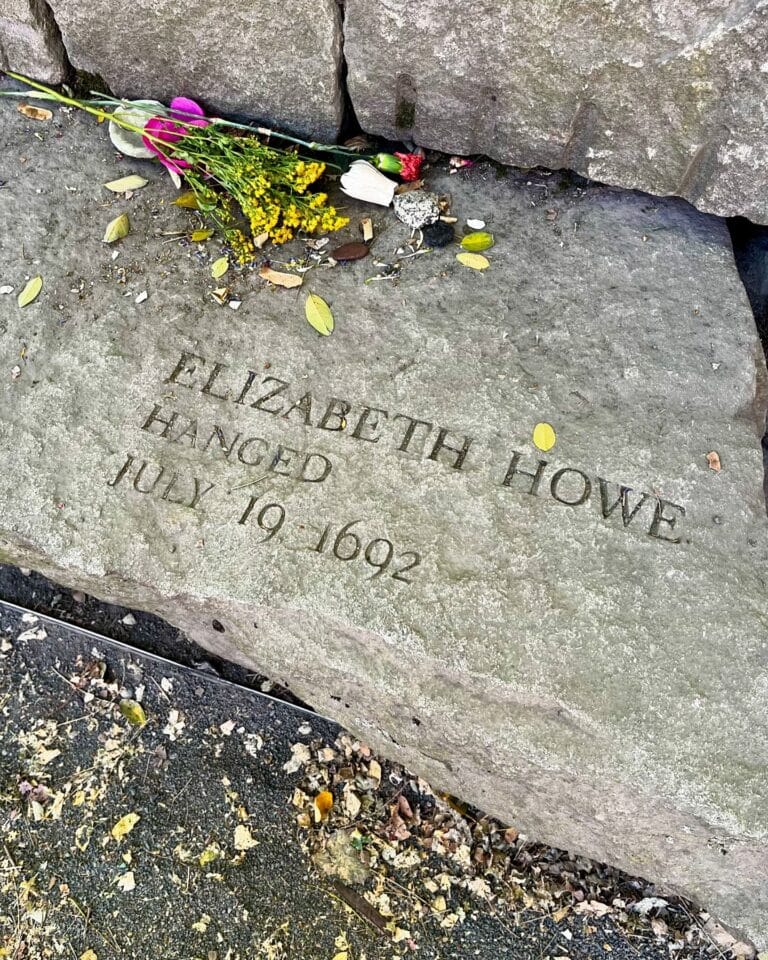 ELIZABETH HOWE
HANGED
JULY 19, 1692